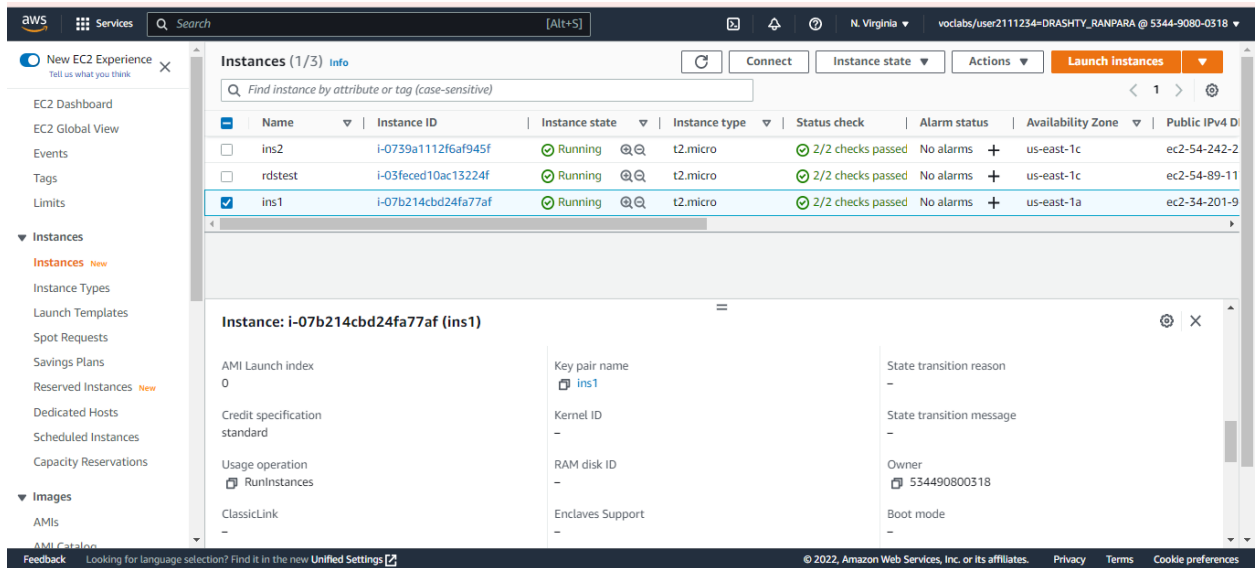 aws Services Search [Alt+S] N. Virginia ▼ voclabs/user2111234=DRASHTY_RANPARA @ 5344-9080-0318 ▼
New EC2 Experience
Tell us what you think
EC2 Dashboard
EC2 Global View
Events
Tags
Limits
▼ Instances
Instances New
Instance Types
Launch Templates
Spot Requests
Savings Plans
Reserved Instances New
Dedicated Hosts
Scheduled Instances
Capacity Reservations
▼ Images
AMIs
AMI Catalog
Instances (1/3) Info Connect Instance state ▼ Actions ▼ Launch instances ▼
Find instance by attribute or tag (case-sensitive) 1
Name Instance ID Instance state Instance type Status check Alarm status Availability Zone Public IPv4 D
ins2 i-0739a1112f6af945f Running t2.micro 2/2 checks passed No alarms + us-east-1c ec2-54-242-2
rdstest i-03feced10ac13224f Running t2.micro 2/2 checks passed No alarms + us-east-1c ec2-54-89-11
ins1 i-07b214cbd24fa77af Running t2.micro 2/2 checks passed No alarms + us-east-1a ec2-34-201-9
Instance: i-07b214cbd24fa77af (ins1)
AMI Launch index Key pair name State transition reason
0 ins1 –
Credit specification Kernel ID State transition message
standard – –
Usage operation RAM disk ID Owner
RunInstances – 534490800318
ClassicLink Enclaves Support Boot mode
– – –
Feedback Looking for language selection? Find it in the new Unified Settings © 2022, Amazon Web Services, Inc. or its affiliates. Privacy Terms Cookie preferences